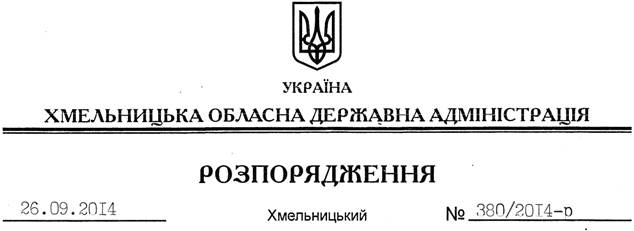 УКРАЇНА
ХМЕЛЬНИЦЬКА ОБЛАСНА ДЕРЖАВНА АДМІНІСТРАЦІЯ
РОЗПОРЯДЖЕННЯ
26.09.2014 Хмельницький № 380/2014-р